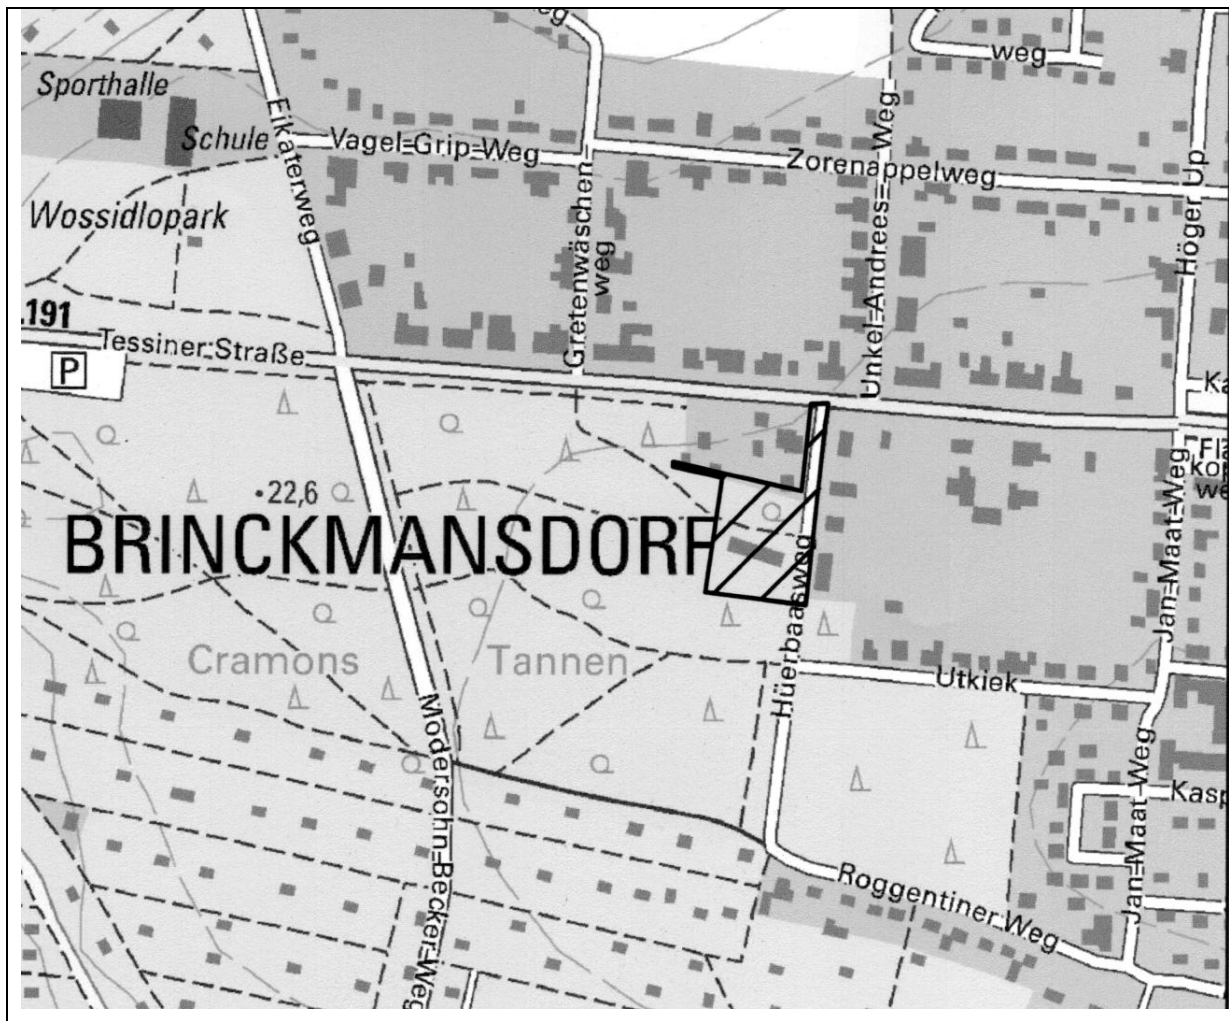 weg
Sporthalle
Schule
Eikaterweg
Vagel-Grip-Weg
Zorenappelweg
Unkel-Andrees-Weg
Höger Up
Wossidlopark
Gretenwäschen
weg
.191
Tessiner Straße
P
22,6
BRINCKMANSDORF
Hüerbaasweg
Jan-Maat-Weg
Cramons
Tannen
Utkiek
Modersohn-Becker-Weg
Jan-Maat-Weg
Kasp
Roggentiner Weg